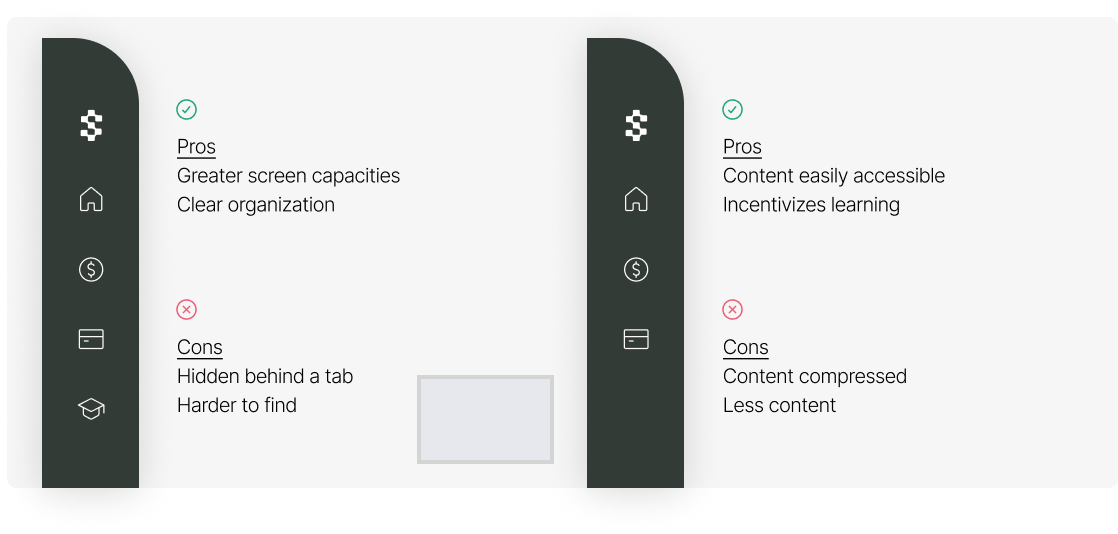 Pros
Greater screen capacities
Clear organization
Cons
Hidden behind a tab
Harder to find
Pros
Content easily accessible
Incentivizes learning
Cons
Content compressed
Less content